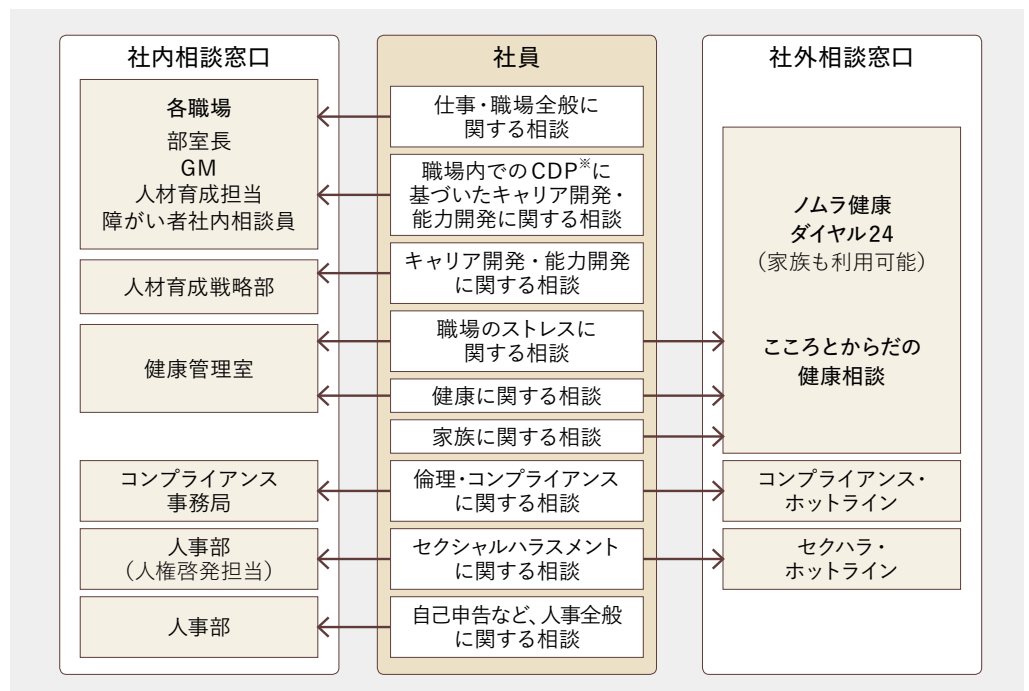 社内相談窓口
各職場
部室長
GM
人材育成担当
障がい者社内相談員
人材育成戦略部
健康管理室
コンプライアンス
事務局
人事部
（人権啓発担当）
人事部
社員
仕事・職場全般に
関する相談
職場内でのCDP※に
基づいたキャリア開発・
能力開発に関する相談
キャリア開発・能力開発
に関する相談
職場のストレスに
関する相談
健康に関する相談
家族に関する相談
倫理・コンプライアンス
に関する相談
セクシャルハラスメント
に関する相談
自己申告など、人事全般
に関する相談
社外相談窓口
ノムラ健康
ダイヤル24
（家族も利用可能）
こころとからだの
健康相談
コンプライアンス・
ホットライン
セクハラ・
ホットライン